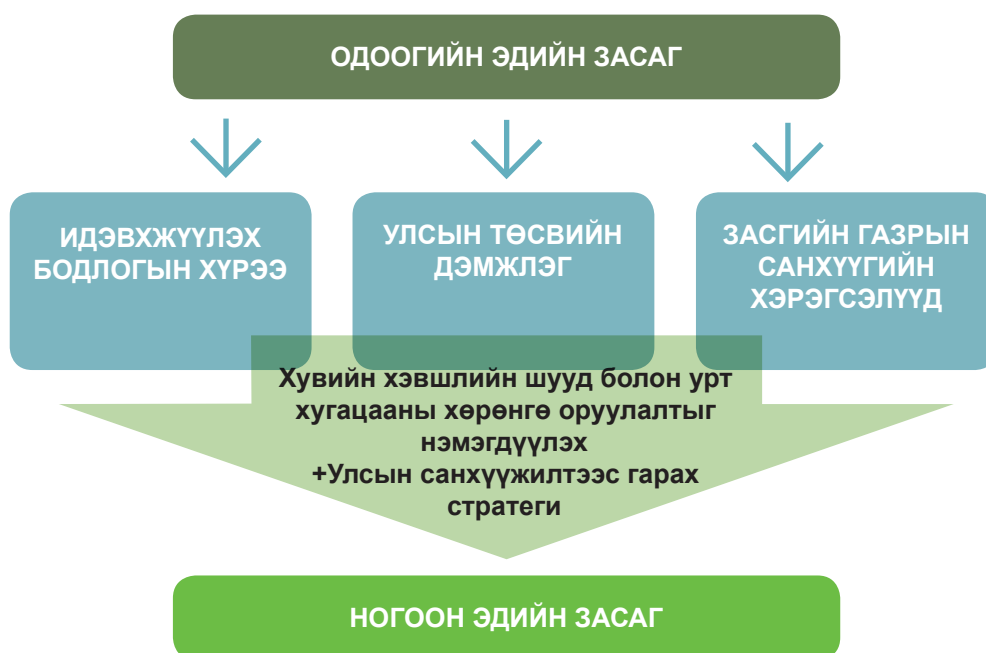 ОДООГИЙН ЭДИЙН ЗАСАГ
ИДЭВХЖҮҮЛЭХ
БОДЛОГЫН ХҮРЭЭ
УЛСЫН ТӨСВИЙН
ДЭМЖЛЭГ
ЗАСГИЙН ГАЗРЫН
САНХҮҮГИЙН
ХЭРЭГСЭЛҮҮД
Хувийн хэвшлийн шууд болон урт
хугацааны хөрөнгө оруулалтыг
нэмэгдүүлэх
+Улсын санхүүжилтээс гарах
стратеги
НОГООН ЭДИЙН ЗАСАГ